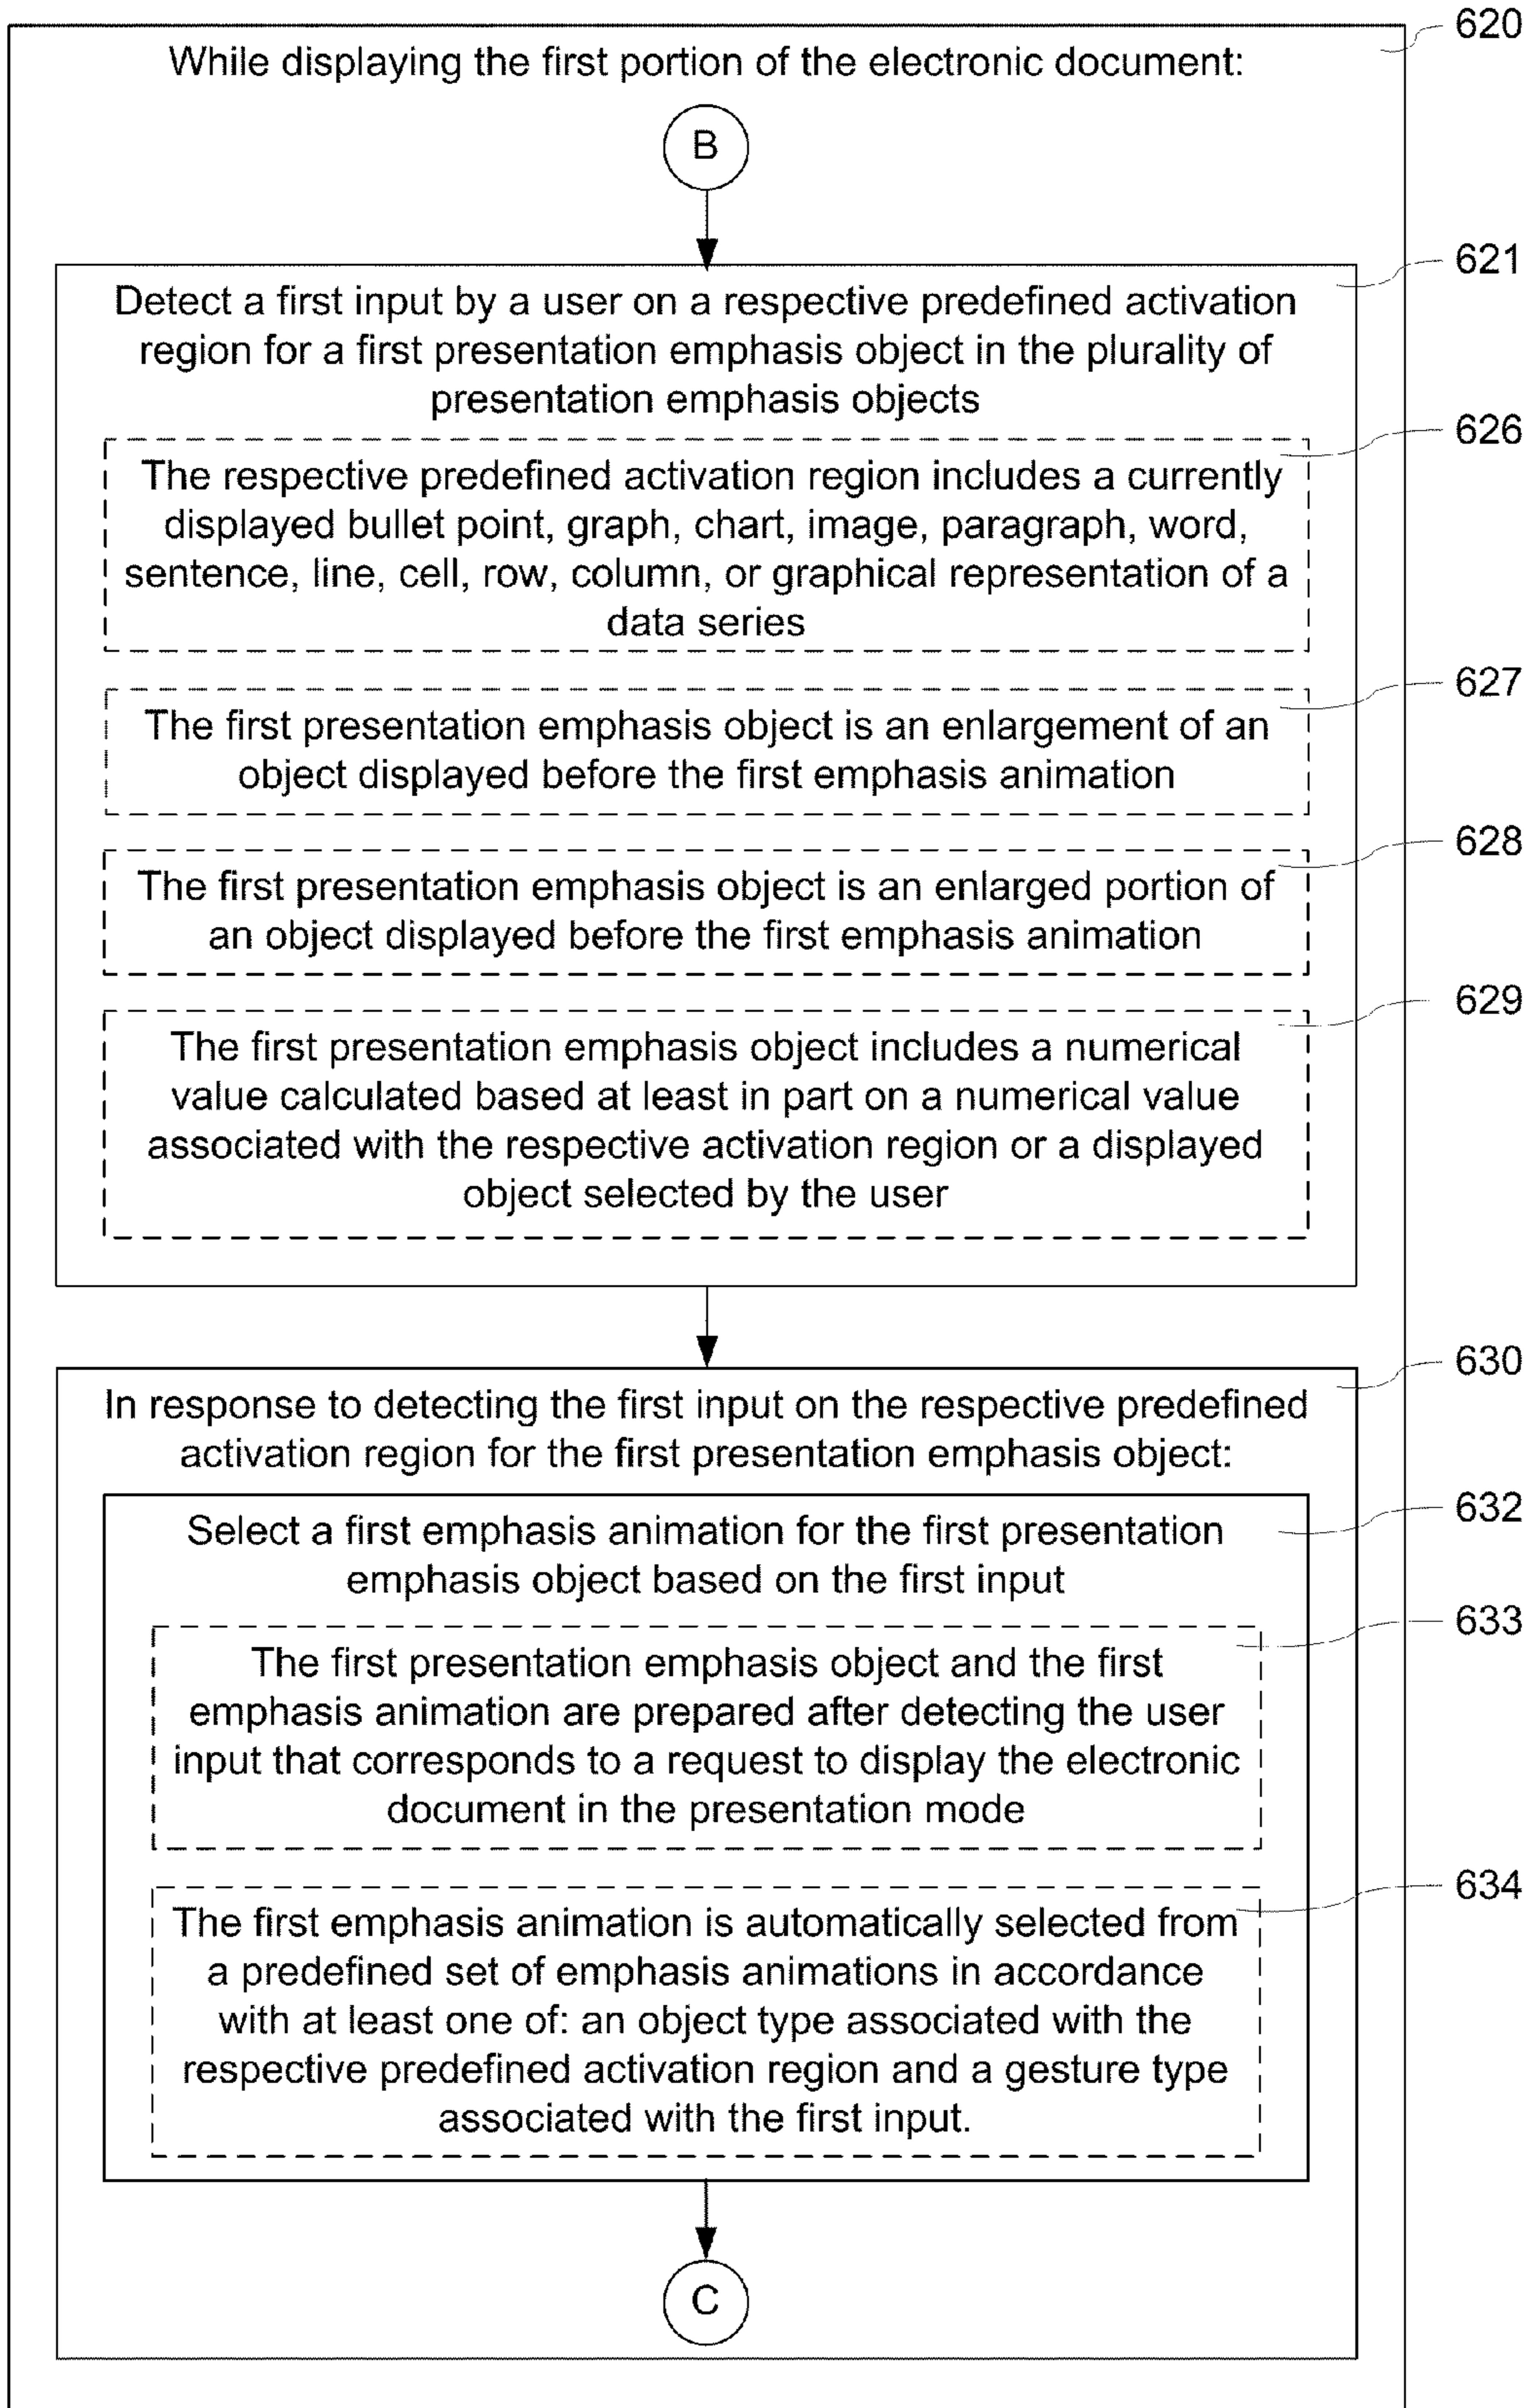 620
While displaying the first portion of the electronic document:
B
621
Detect a first input by a user on a respective predefined activation
region for a first presentation emphasis object in the plurality of
presentation emphasis objects
626
The respective predefined activation region includes a currently
displayed bullet point, graph, chart, image, paragraph, word,
sentence, line, cell, row, column, or graphical representation of a
data series
627
The first presentation emphasis object is an enlargement of an
object displayed before the first emphasis animation
628
The first presentation emphasis object is an enlarged portion of
an object displayed before the first emphasis animation
629
The first presentation emphasis object includes a numerical
value calculated based at least in part on a numerical value
associated with the respective activation region or a displayed
object selected by the user
630
In response to detecting the first input on the respective predefined
activation region for the first presentation emphasis object:
632
Select a first emphasis animation for the first presentation
emphasis object based on the first input
633
The first presentation emphasis object and the first
emphasis animation are prepared after detecting the user
input that corresponds to a request to display the electronic
document in the presentation mode
634
The first emphasis animation is automatically selected from
a predefined set of emphasis animations in accordance
with at least one of: an object type associated with the
respective predefined activation region and a gesture type
associated with the first input.
C